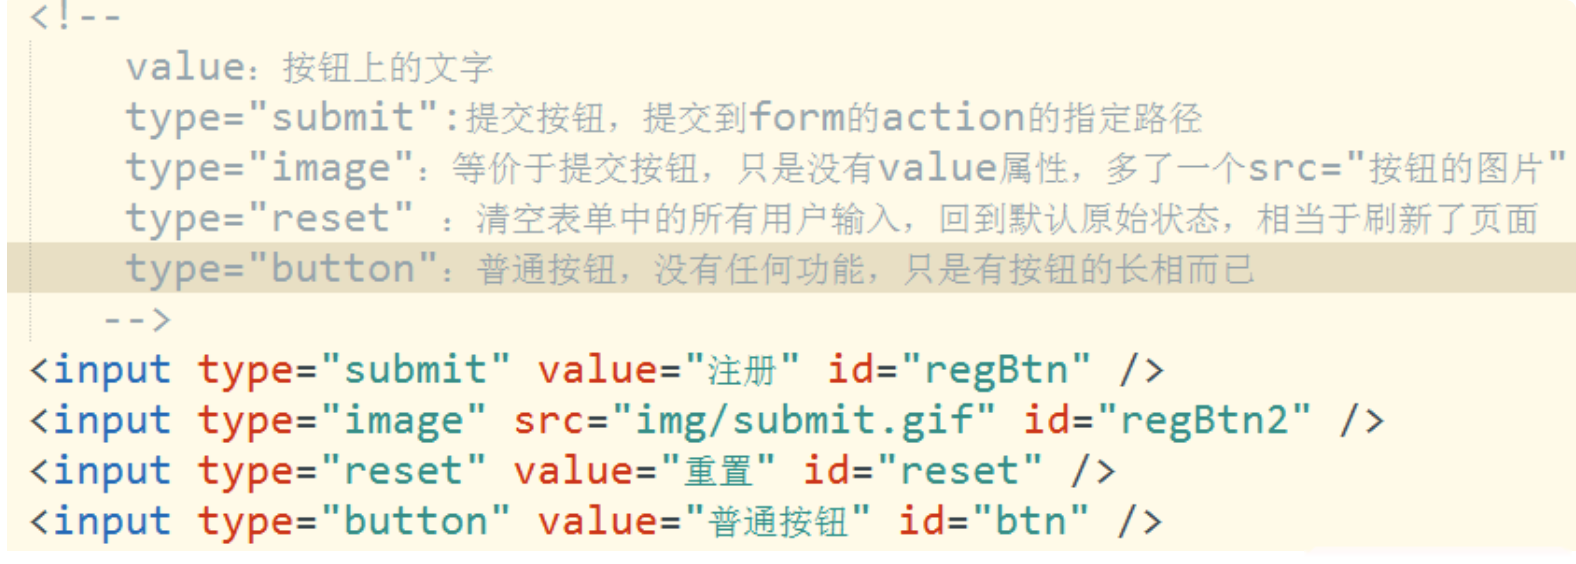 <!--
value：按钮上的文字
type="submit":提交按钮，提交到form的action的指定路径
type="image"：等价于提交按钮，只是没有value属性，多了一个src="按钮的图片"
type="reset" ：清空表单中的所有用户输入，回到默认原始状态，相当于刷新了页面
type="button"：普通按钮，没有任何功能，只是有按钮的长相而已
-->
<input type="submit" value="注册" id="regBtn" />
<input type="image" src="img/submit.gif" id="regBtn2" />
<input type="reset" value="重置" id="reset" />
<input type="button" value="普通按钮" id="btn" />